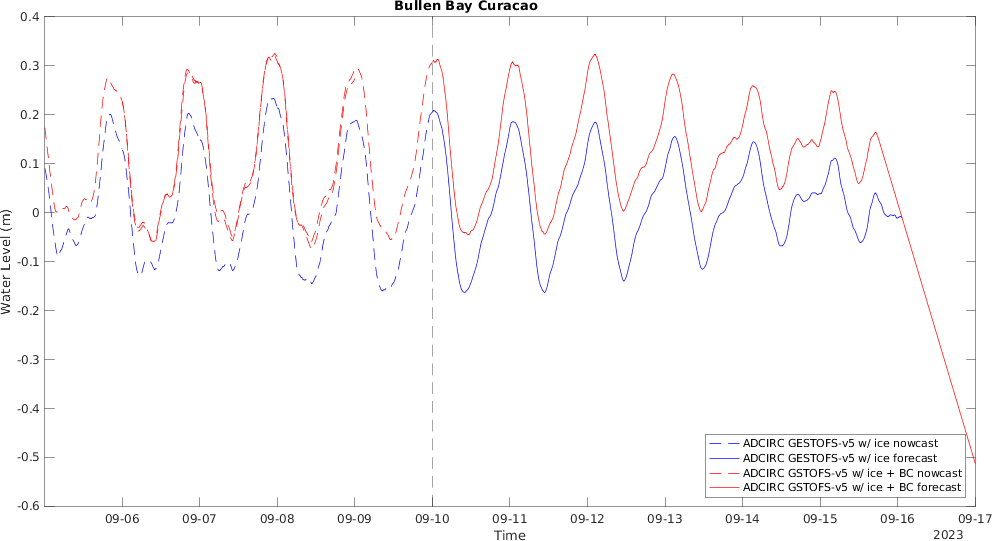 Bullen Bay Curacao
0.4
0.3
0.2
0.1
0
-0.1
-0.2
-0.3
-0.4
-0.5
-0.6
Water Level (m)
ADCIRC GESTOFS-v5 w/ ice nowcast
ADCIRC GESTOFS-v5 w/ ice forecast
ADCIRC GSTOFS-v5 w/ ice + BC nowcast
ADCIRC GSTOFS-v5 w/ ice + BC forecast
09-06 09-07 09-08 09-09 09-10 09-11 09-12 09-13 09-14 09-15 09-16 09-17
Time
2023